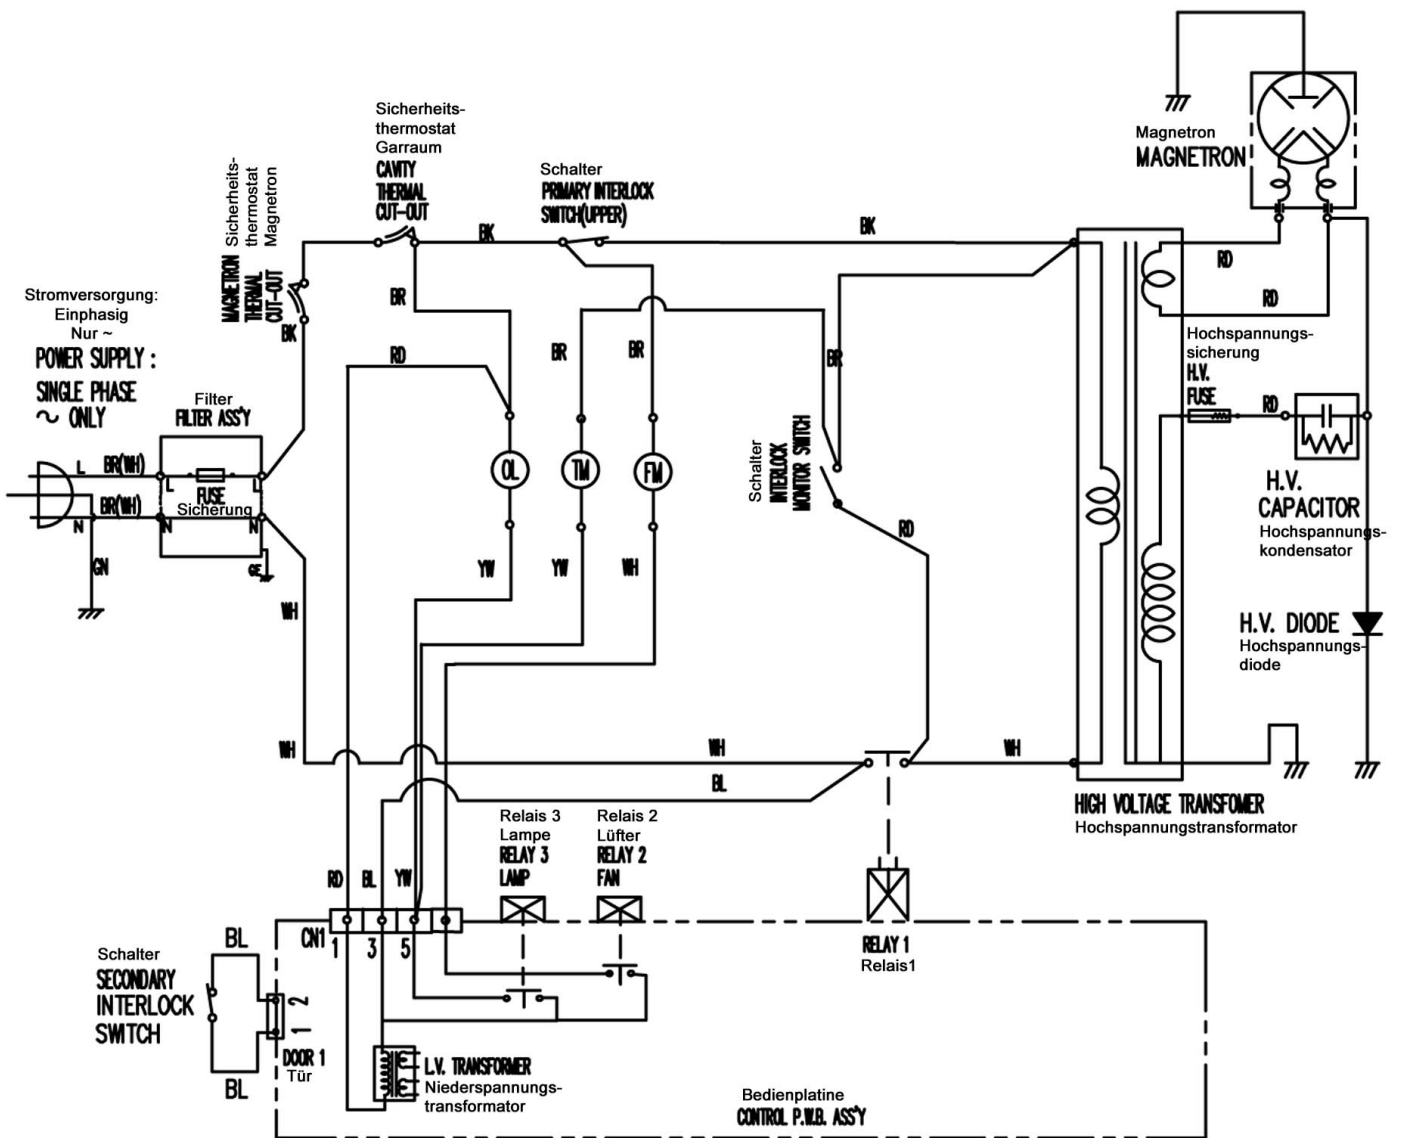 Sicherheits-
thermostat
Garraum
CAVITY
THERMAL
CUT-OUT
Sicherheits-
thermostat
Magnetron
MAGNETRON
THERMAL
CUT-OUT
BK
Schalter
PRIMARY INTERLOCK
SWITCH(UPPER)
BK
BK
Magnetron
MAGNETRON
RD
RD
Stromversorgung:
Einphasig
Nur ~
POWER SUPPLY :
SINGLE PHASE
~ ONLY
Filter
FILTER ASS'Y
L
BR(WH)
L
FUSE
L
Sicherung
BR(WH)
N
N
N
GN
GE
WH
BR
RD
BR
BR
BR
OL
TM
FM
YW
YW
WH
Schalter
INTERLOCK
MONITOR SWITCH
RD
Hochspannungs-
sicherung
H.V.
FUSE
RD
H.V.
CAPACITOR
Hochspannungs-
kondensator
H.V. DIODE
Hochspannungs-
diode
WH
WH
BL
WH
HIGH VOLTAGE TRANSFOMER
Hochspannungstransformator
Relais 3
Lampe
RELAY 3
LAMP
Relais 2
Lüfter
RELAY 2
FAN
RD
BL
YW
CN1
1
3
5
RELAY 1
Relais1
Schalter
SECONDARY
INTERLOCK
SWITCH
BL
BL
2
1
DOOR 1
Tür
L.V. TRANSFORMER
Niederspannungs-
transformator
Bedienplatine
CONTROL P.W.B. ASS'Y